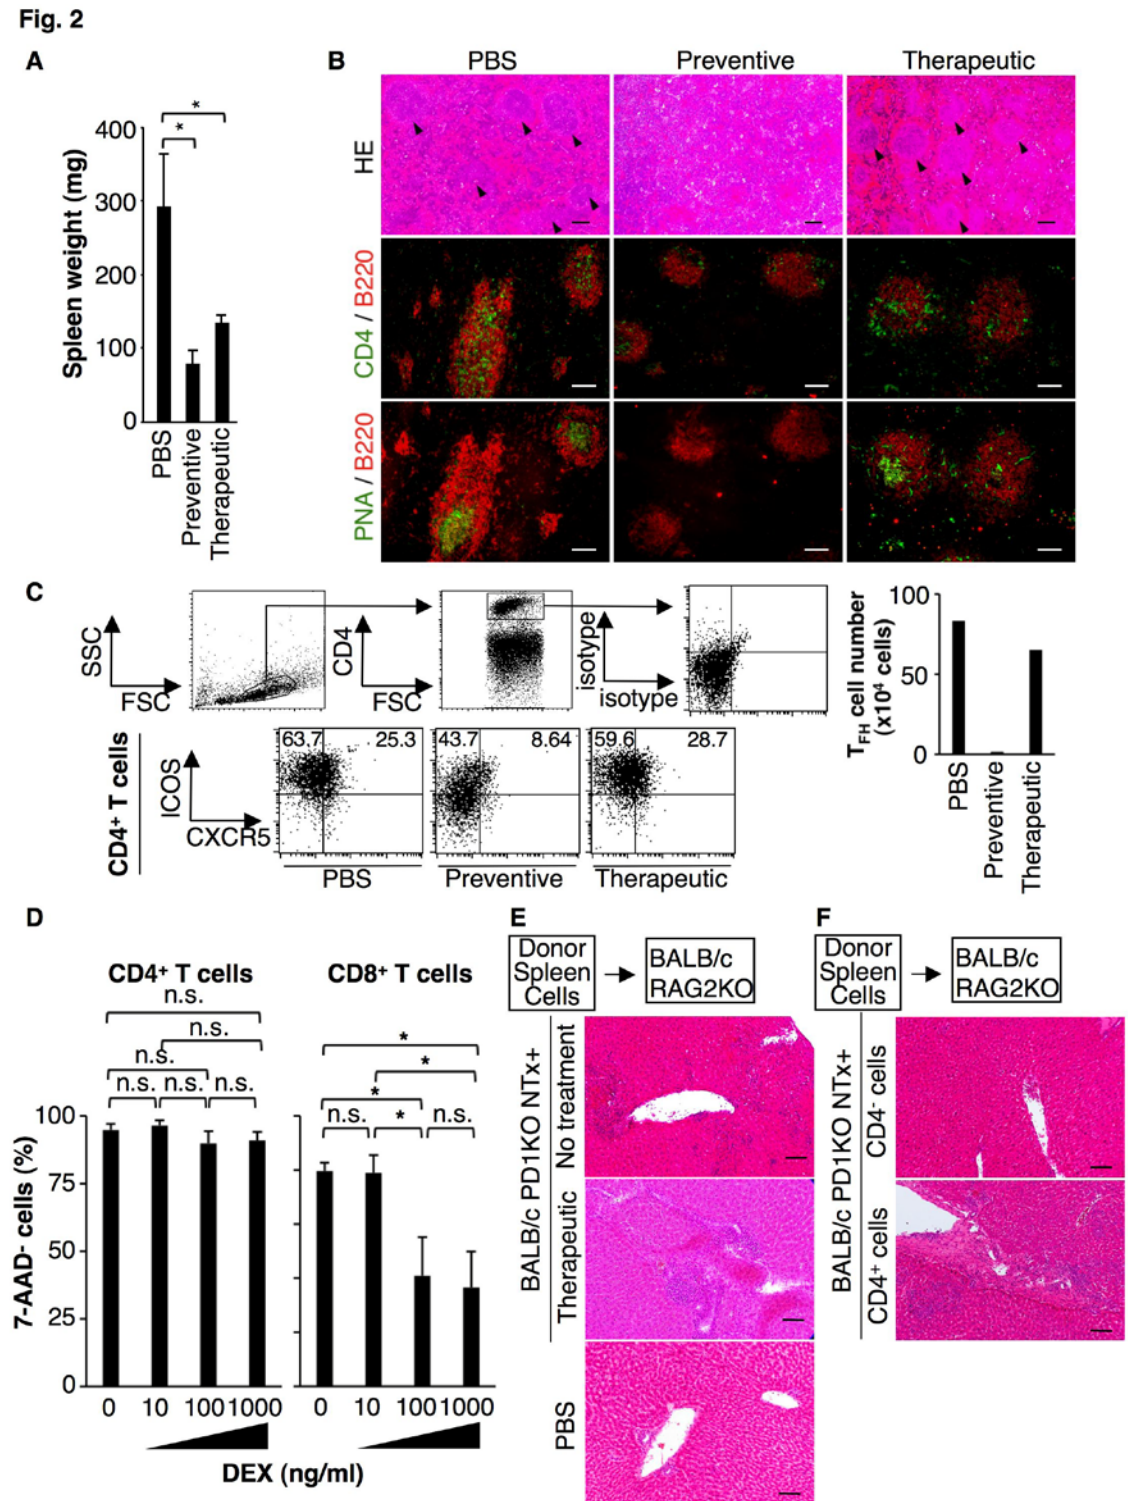 Fig. 2
A
*
*
400
300
200
100
0
Spleen weight (mg)
PBS
Preventive
Therapeutic
B
PBS
Preventive
Therapeutic
HE
CD4 / B220
PNA / B220
C
SSC
FSC
CD4
FSC
isotype
isotype
100
50
0
TFH cell number
(x10⁴ cells)
PBS
Preventive
Therapeutic
CD4⁺ T cells
ICOS
CXCR5
63.7
25.3
43.7
8.64
59.6
28.7
PBS
Preventive
Therapeutic
D
CD4⁺ T cells
n.s.
n.s.
n.s.
n.s.
n.s.
n.s.
CD8⁺ T cells
*
*
*
n.s.
*
n.s.
100
75
50
25
0
7-AAD⁻ cells (%)
0
10
100
1000
0
10
100
1000
DEX (ng/ml)
E
Donor
Spleen
Cells
BALB/c
RAG2KO
BALB/c PD1KO NTx+
No treatment
Therapeutic
PBS
F
Donor
Spleen
Cells
BALB/c
RAG2KO
BALB/c PD1KO NTx+
CD4⁻ cells
CD4⁺ cells